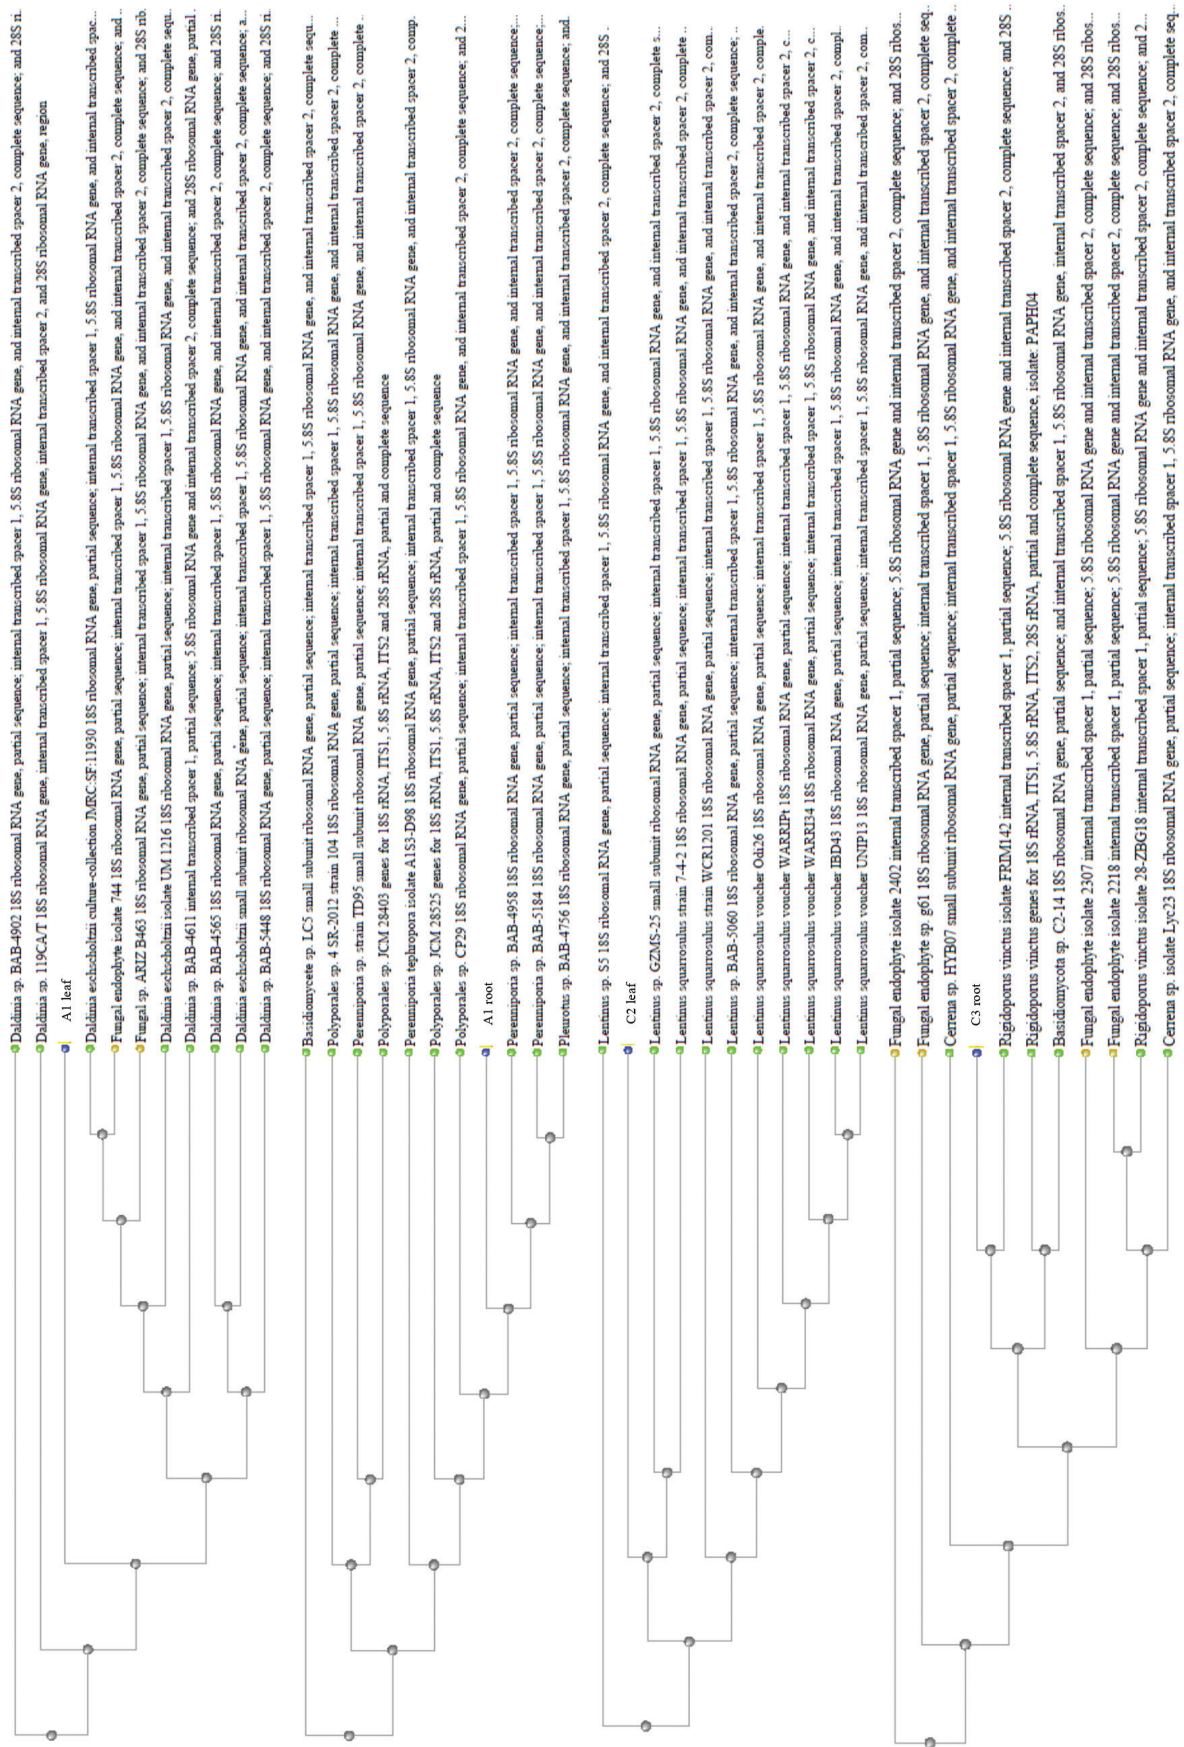 Daldinia sp. BAB-4902 18S ribosomal RNA gene, partial sequence; internal transcribed spacer 1, 5.8S ribosomal RNA gene, and internal transcribed spacer 2, complete sequence; and 28S ri.
Daldinia sp. 119CA/T 18S ribosomal RNA gene, internal transcribed spacer 1, 5.8S ribosomal RNA gene, internal transcribed spacer 2, and 28S ribosomal RNA gene, region
A1 leaf
Daldinia eschscholtzii culture-collection JMRC:SF:11930 18S ribosomal RNA gene, partial sequence, internal transcribed spacer 1, 5.8S ribosomal RNA gene, and internal transcribed spac...
Fungal endophyte isolate 744 18S ribosomal RNA gene, partial sequence; internal transcribed spacer 1, 5.8S ribosomal RNA gene, and internal transcribed spacer 2, complete sequence; and ..
Fungal sp. ARIZ B463 18S ribosomal RNA gene, partial sequence; internal transcribed spacer 1, 5.8S ribosomal RNA gene, and internal transcribed spacer 2, complete sequence; and 28S rib.
Daldinia eschscholtzii isolate UM 1216 18S ribosomal RNA gene, partial sequence; internal transcribed spacer 1, 5.8S ribosomal RNA gene, and internal transcribed spacer 2, complete sequ..
Daldinia sp. BAB-4611 internal transcribed spacer 1, partial sequence; 5.8S ribosomal RNA gene and internal transcribed spacer 2, complete sequence; and 28S ribosomal RNA gene, partial .
Daldinia sp. BAB-4565 18S ribosomal RNA gene, partial sequence; internal transcribed spacer 1, 5.8S ribosomal RNA gene, and internal transcribed spacer 2, complete sequence; and 28S ri.
Daldinia eschscholtzii small subunit ribosomal RNA gene, partial sequence; internal transcribed spacer 1, 5.8S ribosomal RNA gene, and internal transcribed spacer 2, complete sequence; a...
Daldinia sp. BAB-5448 18S ribosomal RNA gene, partial sequence; internal transcribed spacer 1, 5.8S ribosomal RNA gene, and internal transcribed spacer 2, complete sequence; and 28S ri.
Basidiomycete sp. LC5 small subunit ribosomal RNA gene, partial sequence; internal transcribed spacer 1, 5.8S ribosomal RNA gene, and internal transcribed spacer 2, complete sequ...
Polyporales sp. 4 SR-2012 strain 104 18S ribosomal RNA gene, partial sequence; internal transcribed spacer 1, 5.8S ribosomal RNA gene, and internal transcribed spacer 2, complete ...
Perenniporia sp. strain TD95 small subunit ribosomal RNA gene, partial sequence; internal transcribed spacer 1, 5.8S ribosomal RNA gene, and internal transcribed spacer 2, complete ..
Polyporales sp. JCM 28403 genes for 18S rRNA, ITS1, 5.8S rRNA, ITS2 and 28S rRNA, partial and complete sequence
Perenniporia tephropora isolate A1S3-D98 18S ribosomal RNA gene, partial sequence; internal transcribed spacer 1, 5.8S ribosomal RNA gene, and internal transcribed spacer 2, comp.
Polyporales sp. JCM 28525 genes for 18S rRNA, ITS1, 5.8S rRNA, ITS2 and 28S rRNA, partial and complete sequence
Polyporales sp. CP29 18S ribosomal RNA gene, partial sequence; internal transcribed spacer 1, 5.8S ribosomal RNA gene, and internal transcribed spacer 2, complete sequence; and 2...
A1 root
Perenniporia sp. BAB-4958 18S ribosomal RNA gene, partial sequence; internal transcribed spacer 1, 5.8S ribosomal RNA gene, and internal transcribed spacer 2, complete sequence;...
Perenniporia sp. BAB-5184 18S ribosomal RNA gene, partial sequence; internal transcribed spacer 1, 5.8S ribosomal RNA gene, and internal transcribed spacer 2, complete sequence;...
Pleurotus sp. BAB-4756 18S ribosomal RNA gene, partial sequence; internal transcribed spacer 1, 5.8S ribosomal RNA gene, and internal transcribed spacer 2, complete sequence; and.
Lentinus sp. S5 18S ribosomal RNA gene, partial sequence; internal transcribed spacer 1, 5.8S ribosomal RNA gene, and internal transcribed spacer 2, complete sequence; and 28S .
C2 leaf
Lentinus sp. GZMS-25 small subunit ribosomal RNA gene, partial sequence; internal transcribed spacer 1, 5.8S ribosomal RNA gene, and internal transcribed spacer 2, complete s...
Lentinus squarrosulus strain 7-4-2 18S ribosomal RNA gene, partial sequence; internal transcribed spacer 1, 5.8S ribosomal RNA gene, and internal transcribed spacer 2, complete ..
Lentinus squarrosulus strain WCR1201 18S ribosomal RNA gene, partial sequence; internal transcribed spacer 1, 5.8S ribosomal RNA gene, and internal transcribed spacer 2, com..
Lentinus sp. BAB-5060 18S ribosomal RNA gene, partial sequence; internal transcribed spacer 1, 5.8S ribosomal RNA gene, and internal transcribed spacer 2, complete sequence; ..
Lentinus squarrosulus voucher Odi26 18S ribosomal RNA gene, partial sequence; internal transcribed spacer 1, 5.8S ribosomal RNA gene, and internal transcribed spacer 2, comple.
Lentinus squarrosulus voucher WARRIPt 18S ribosomal RNA gene, partial sequence; internal transcribed spacer 1, 5.8S ribosomal RNA gene, and internal transcribed spacer 2, c...
Lentinus squarrosulus voucher WARRI34 18S ribosomal RNA gene, partial sequence; internal transcribed spacer 1, 5.8S ribosomal RNA gene, and internal transcribed spacer 2, c...
Lentinus squarrosulus voucher IBD43 18S ribosomal RNA gene, partial sequence; internal transcribed spacer 1, 5.8S ribosomal RNA gene, and internal transcribed spacer 2, compl.
Lentinus squarrosulus voucher UNIP13 18S ribosomal RNA gene, partial sequence; internal transcribed spacer 1, 5.8S ribosomal RNA gene, and internal transcribed spacer 2, com.
Fungal endophyte isolate 2402 internal transcribed spacer 1, partial sequence; 5.8S ribosomal RNA gene and internal transcribed spacer 2, complete sequence; and 28S ribos...
Fungal endophyte sp. g61 18S ribosomal RNA gene, partial sequence; internal transcribed spacer 1, 5.8S ribosomal RNA gene, and internal transcribed spacer 2, complete seq..
Cerrena sp. HYB07 small subunit ribosomal RNA gene, partial sequence; internal transcribed spacer 1, 5.8S ribosomal RNA gene, and internal transcribed spacer 2, complete ..
C3 root
Rigidoporus vinctus isolate FRIM142 internal transcribed spacer 1, partial sequence; 5.8S ribosomal RNA gene and internal transcribed spacer 2, complete sequence; and 28S ..
Rigidoporus vinctus genes for 18S rRNA, ITS1, 5.8S rRNA, ITS2, 28S rRNA, partial and complete sequence, isolate: PAPH04
Basidiomycota sp. C2-14 18S ribosomal RNA gene, partial sequence; and internal transcribed spacer 1, 5.8S ribosomal RNA gene, internal transcribed spacer 2, and 28S ribos...
Fungal endophyte isolate 2307 internal transcribed spacer 1, partial sequence; 5.8S ribosomal RNA gene and internal transcribed spacer 2, complete sequence; and 28S ribos...
Fungal endophyte isolate 2218 internal transcribed spacer 1, partial sequence; 5.8S ribosomal RNA gene and internal transcribed spacer 2, complete sequence; and 28S ribos...
Rigidoporus vinctus isolate 28-ZBG18 internal transcribed spacer 1, partial sequence; 5.8S ribosomal RNA gene and internal transcribed spacer 2, complete sequence; and 2...
Cerrena sp. isolate Lyc23 18S ribosomal RNA gene, partial sequence; internal transcribed spacer 1, 5.8S ribosomal RNA gene, and internal transcribed spacer 2, complete seq..